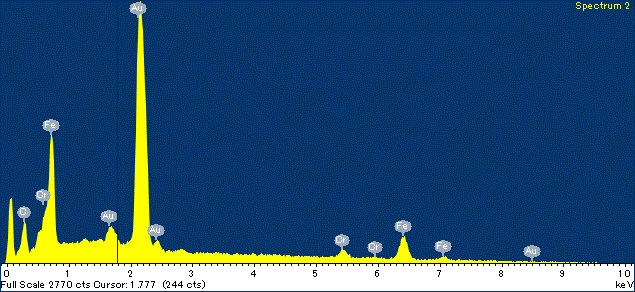 Spectrum 2
Au
Fe
Cr
C
Au
Au
Cr
Cr
Fe
Fe
Au
0 1 2 3 4 5 6 7 8 9 10
Full Scale 2770 cts Cursor: 1.777 (244 cts) keV